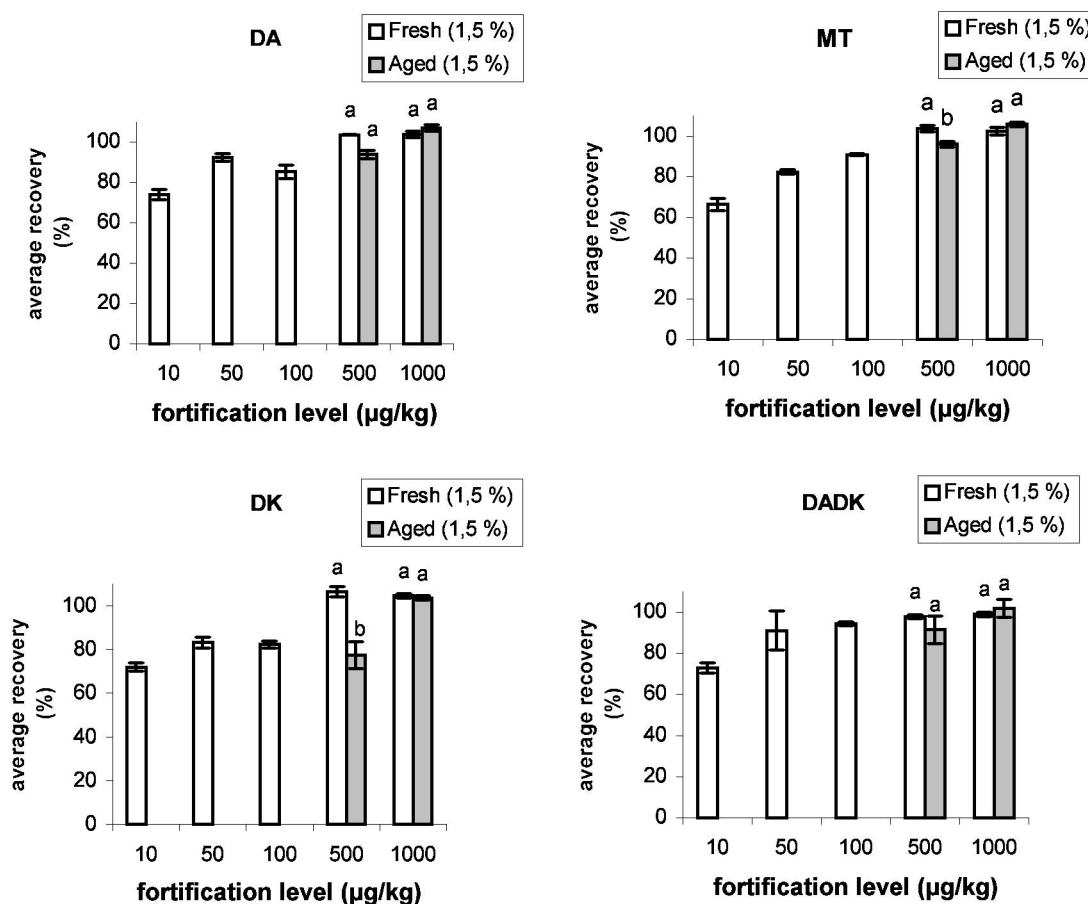 DA
Fresh (1,5 %)
Aged (1,5 %)
average recovery
(%)
100
80
60
40
20
0
a
a
a
a
10
50
100
500
1000
fortification level (µg/kg)
MT
Fresh (1,5 %)
Aged (1,5 %)
average recovery
(%)
100
80
60
40
20
0
a
b
a
a
10
50
100
500
1000
fortification level (µg/kg)
DK
Fresh (1,5 %)
Aged (1,5 %)
average recovery
(%)
100
80
60
40
20
0
a
b
a
a
10
50
100
500
1000
fortification level (µg/kg)
DADK
Fresh (1,5 %)
Aged (1,5 %)
average recovery
(%)
100
80
60
40
20
0
a
a
a
a
10
50
100
500
1000
fortification level (µg/kg)